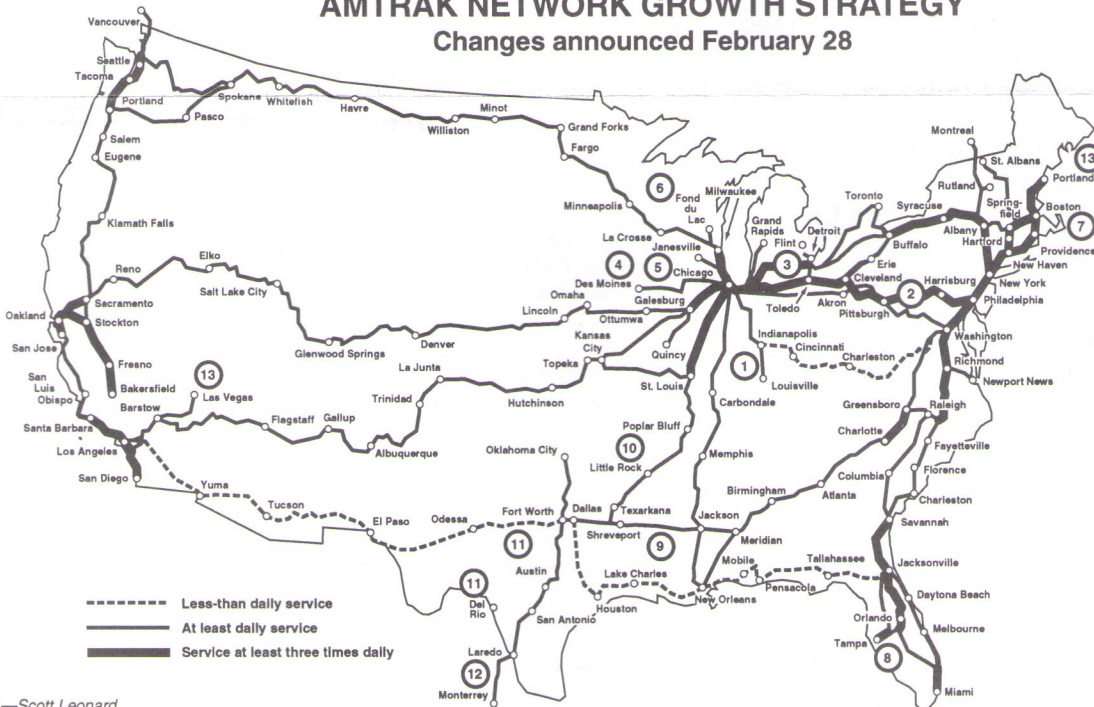 AMTRAK NETWORK GROWTH STRATEGY
Changes announced February 28
Vancouver
Seattle
Tacoma
Portland
Spokane
Whitefish
Pasco
Havre
Williston
Minot
Grand Forks
Fargo
Salem
Eugene
Klamath Falls
Minneapolis
La Crosse
6
Fond
du
Lac
Milwaukee
Janesville
Chicago
Grand
Rapids
Flint
Detroit
Toronto
Montreal
St. Albans
Rutland
Spring-
field
13
Portland
Boston
7
Providence
Syracuse
Albany
Hartford
Buffalo
New Haven
New York
Erie
Cleveland
Harrisburg
Philadelphia
3
2
4
5
Des Moines
Omaha
Galesburg
Lincoln
Ottumwa
Toledo
Akron
Pittsburgh
Washington
Reno
Elko
Salt Lake City
Sacramento
Oakland
Stockton
San Jose
Glenwood Springs
Denver
Kansas
City
Topeka
Quincy
Indianapolis
Cincinnati
Charleston
1
Louisville
Richmond
Newport News
Fresno
Bakersfield
San
Luis
Obispo
13
Las Vegas
Barstow
La Junta
Trinidad
Hutchinson
St. Louis
Carbondale
Greensboro
Raleigh
Charlotte
Santa Barbara
Los Angeles
Flagstaff
Gallup
Albuquerque
Oklahoma City
Poplar Bluff
10
Little Rock
Memphis
Fayetteville
Columbia
Florence
San Diego
Yuma
Tucson
El Paso
Odessa
Fort Worth
Dallas
Texarkana
Shreveport
Jackson
Birmingham
Atlanta
Charleston
Savannah
Meridian
11
9
Austin
Lake Charles
Mobile
Tallahassee
Jacksonville
Houston
New Orleans
Pensacola
Daytona Beach
11
Del
Rio
San Antonio
Orlando
Melbourne
Tampa
8
Laredo
12
Monterrey
Miami
Less-than daily service
At least daily service
Service at least three times daily
—Scott Leonard